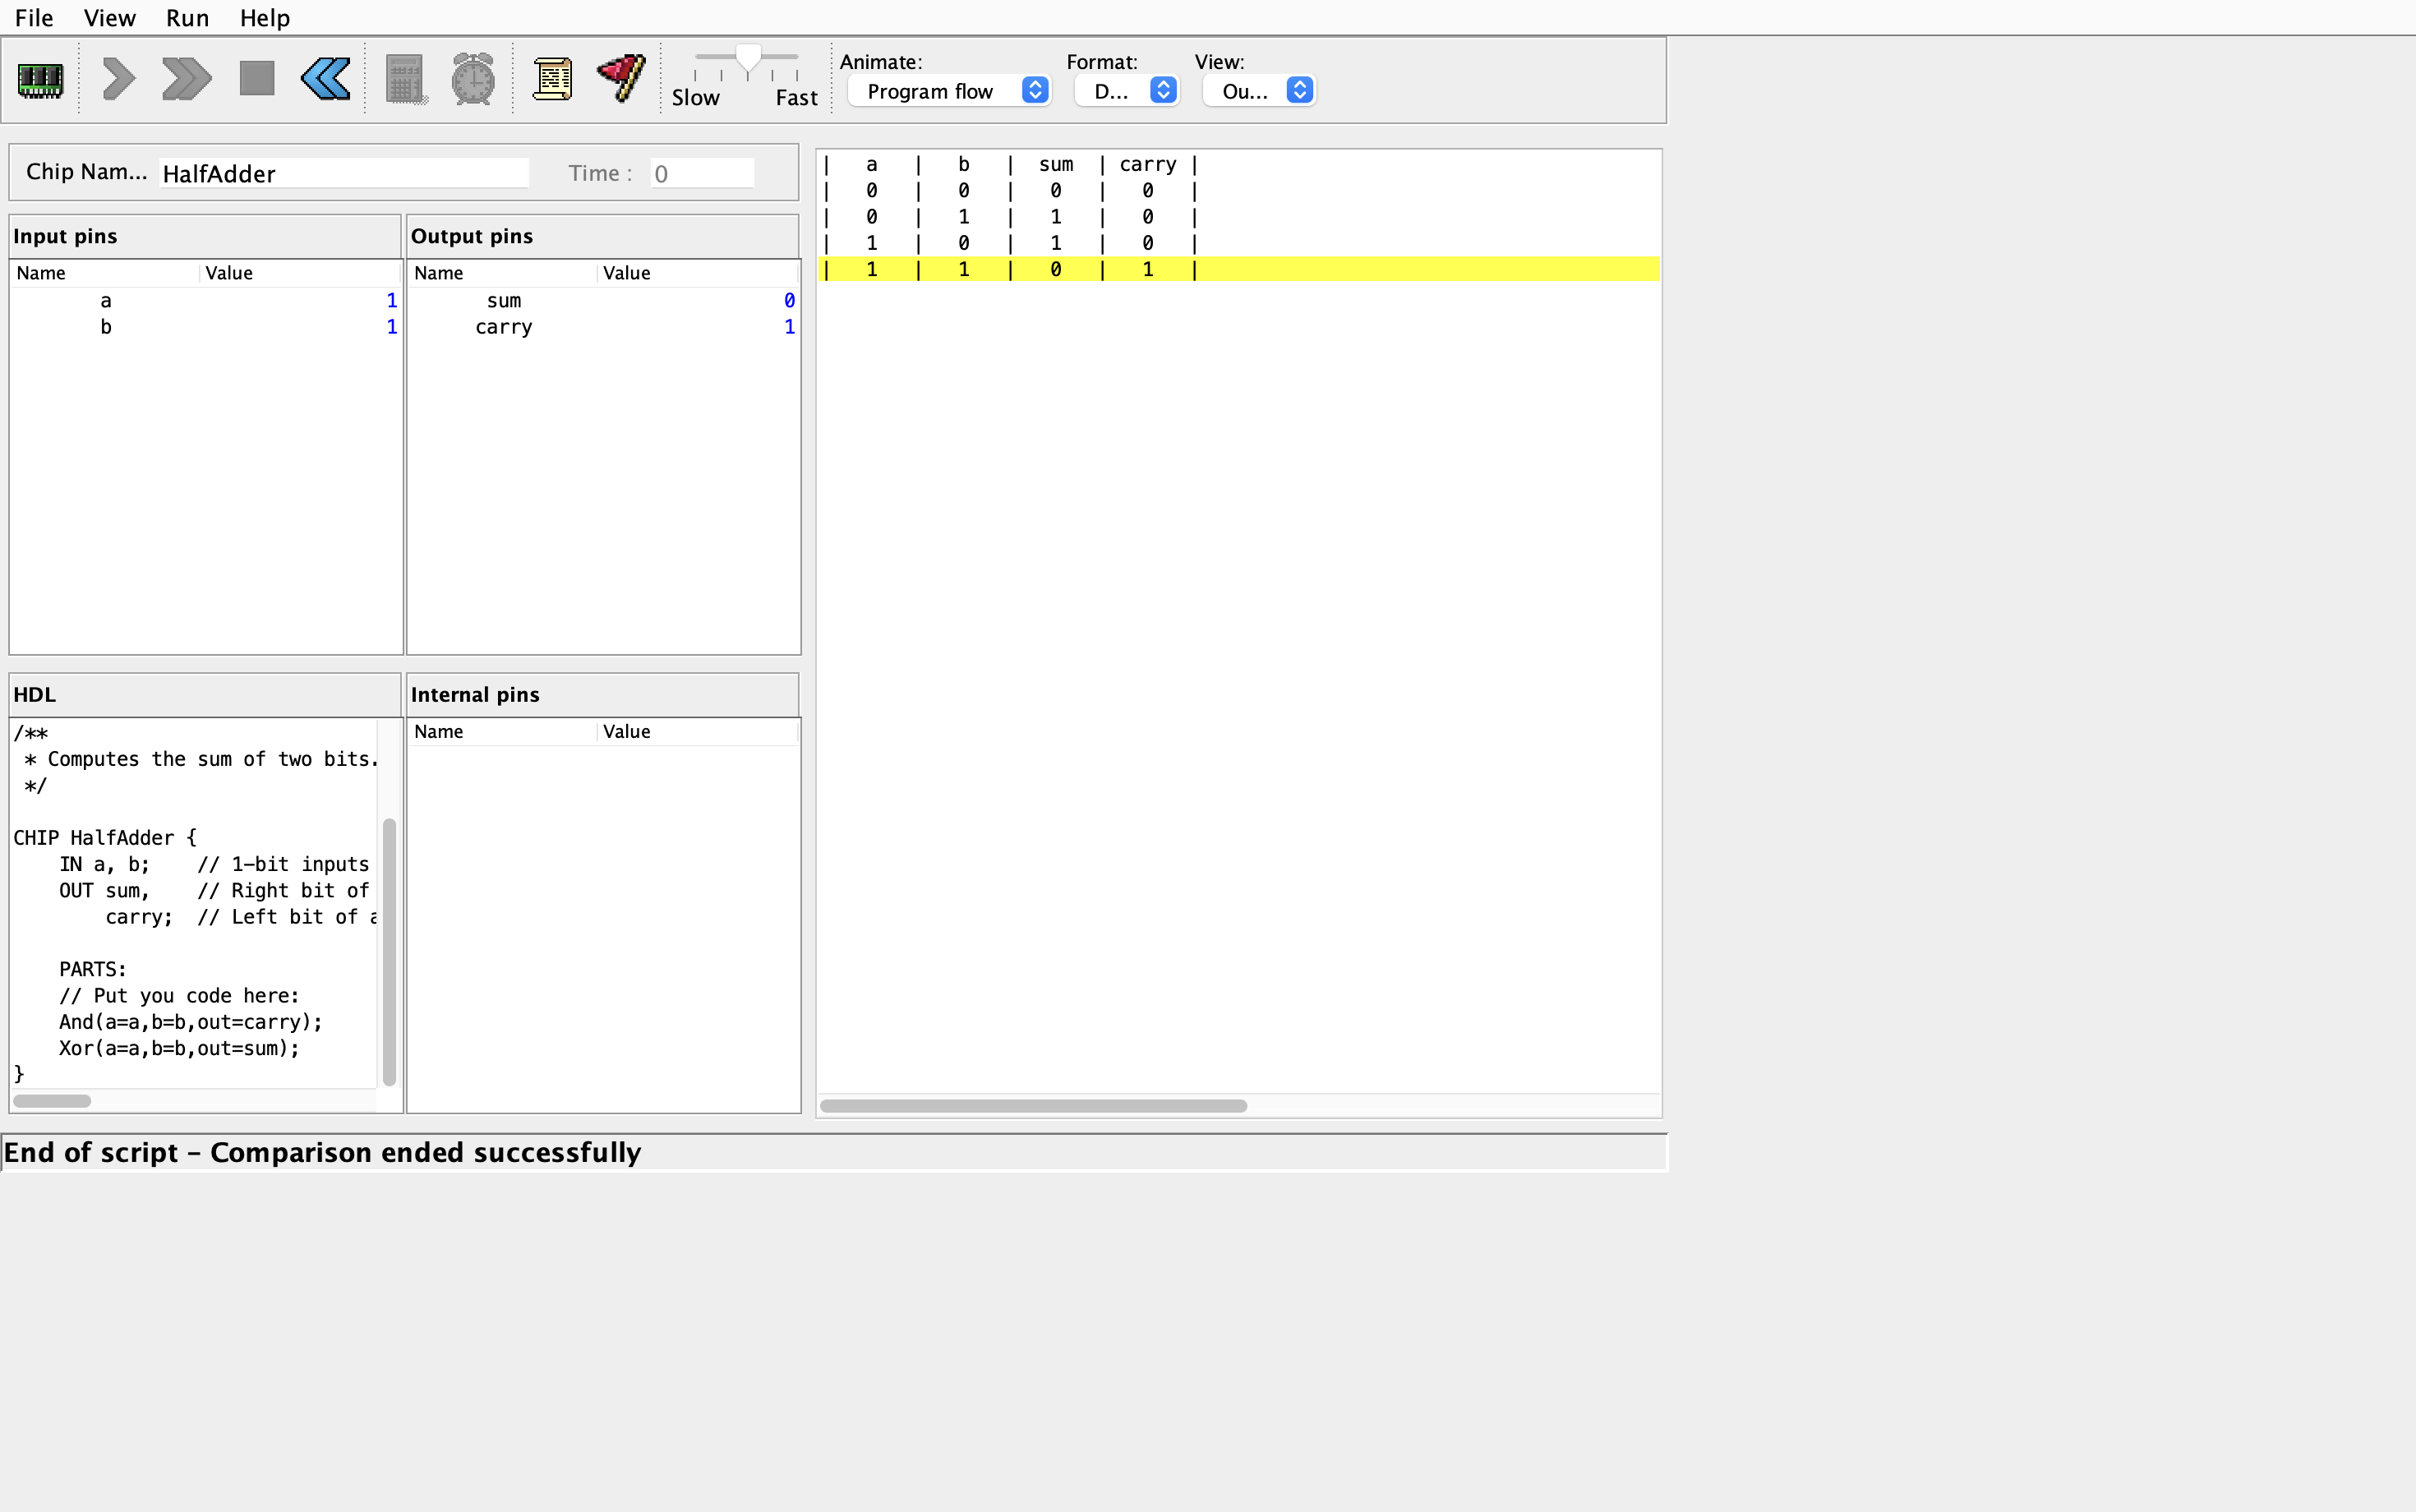 File View Run Help
Animate: Format: View:
Program flow D... Ou...
Slow Fast
Chip Nam... HalfAdder Time : 0
Input pins
Name Value
a 1
b 1
Output pins
Name Value
sum 0
carry 1
HDL
/**
* Computes the sum of two bits.
*/
CHIP HalfAdder {
IN a, b; // 1-bit inputs
OUT sum, // Right bit of
carry; // Left bit of a
PARTS:
// Put you code here:
And(a=a,b=b,out=carry);
Xor(a=a,b=b,out=sum);
}
Internal pins
Name Value
| a | b | sum | carry |
| 0 | 0 | 0 | 0 |
| 0 | 1 | 1 | 0 |
| 1 | 0 | 1 | 0 |
| 1 | 1 | 0 | 1 |
End of script - Comparison ended successfully